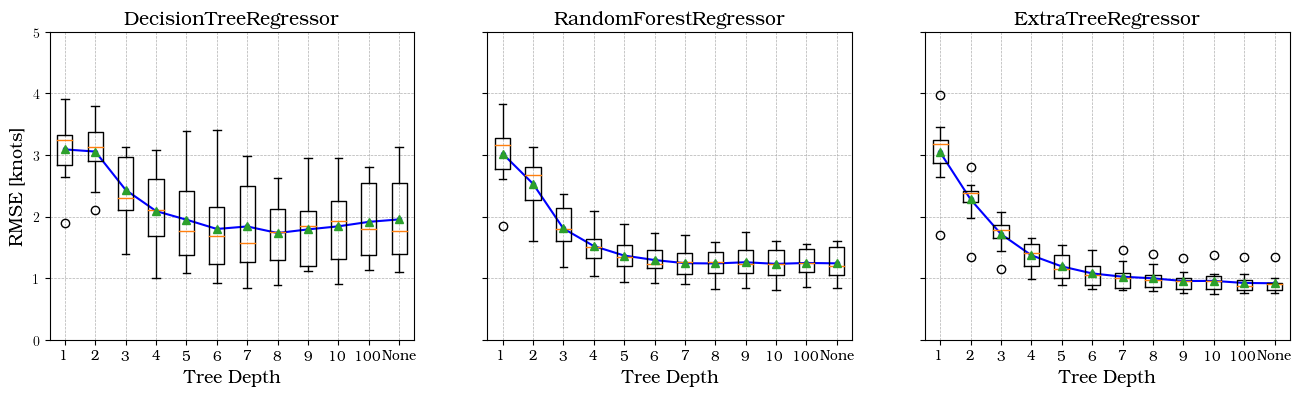 DecisionTreeRegressor
RandomForestRegressor
ExtraTreeRegressor
RMSE [knots]
5
4
3
2
1
0
1 2 3 4 5 6 7 8 9 10 100 None
1 2 3 4 5 6 7 8 9 10 100 None
1 2 3 4 5 6 7 8 9 10 100 None
Tree Depth
Tree Depth
Tree Depth